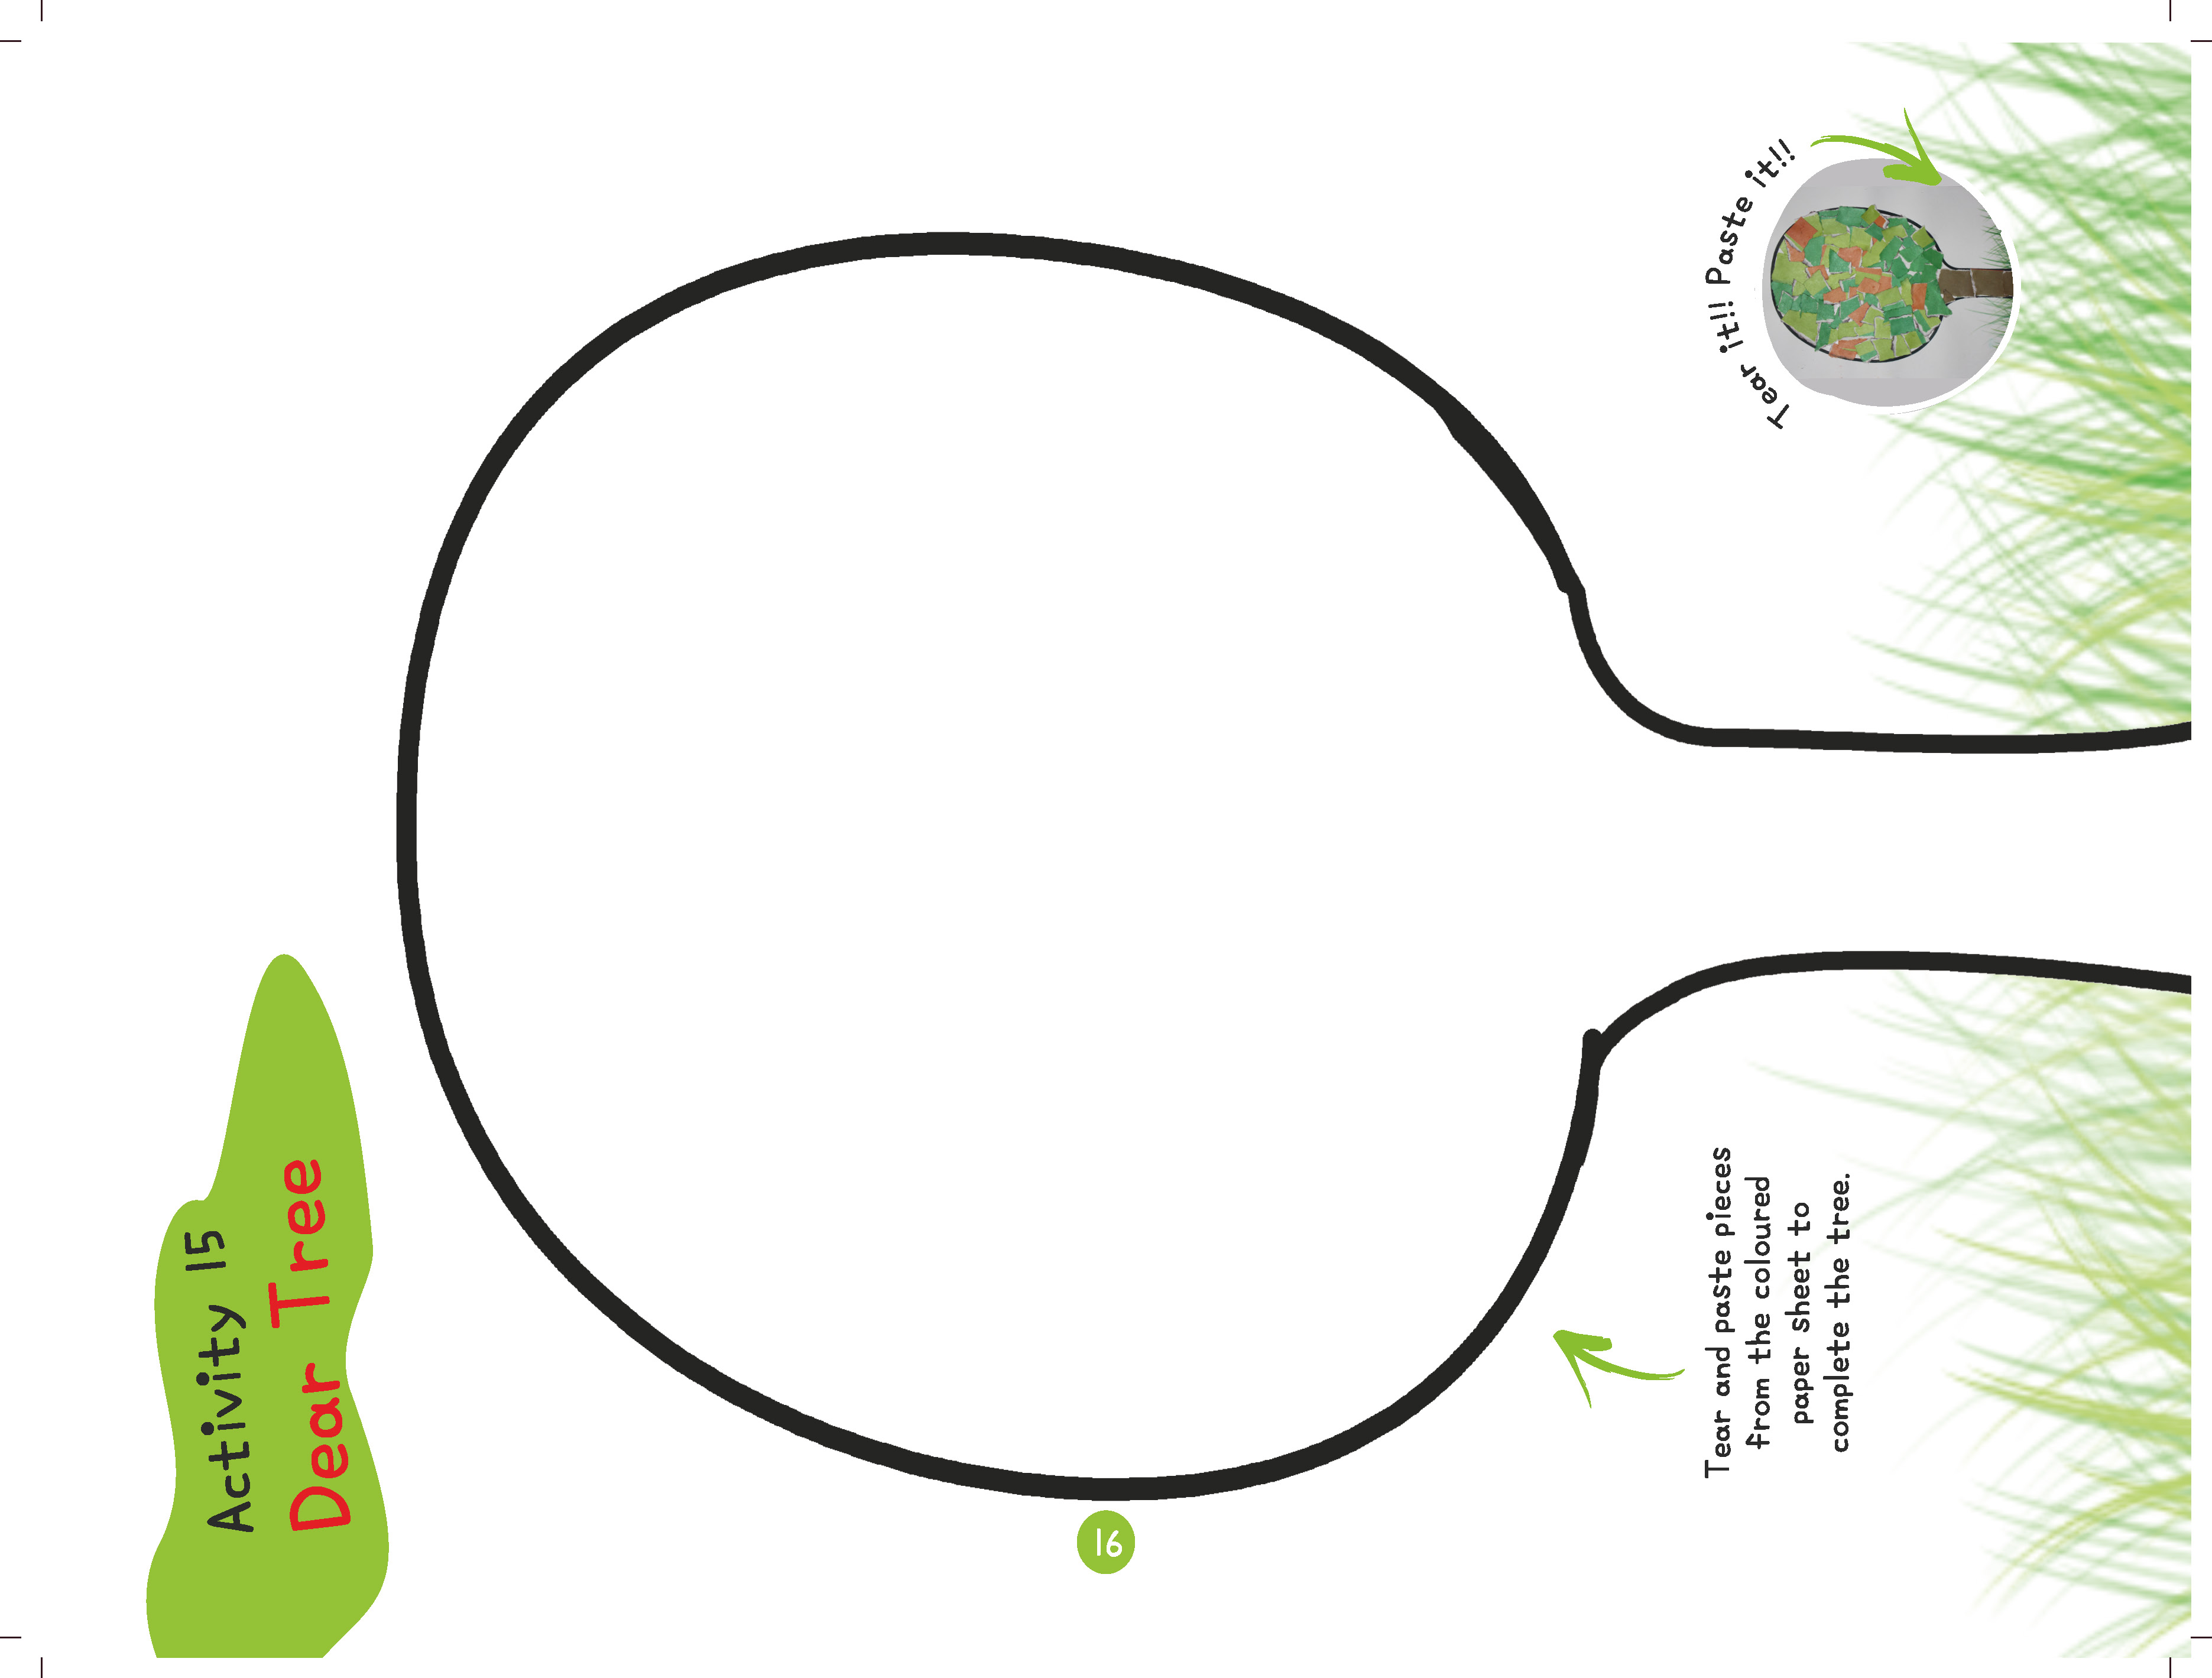 Activity 15
Dear Tree
Tear it!! Paste it!!
Tear and paste pieces
from the coloured
paper sheet to
complete the tree.
16